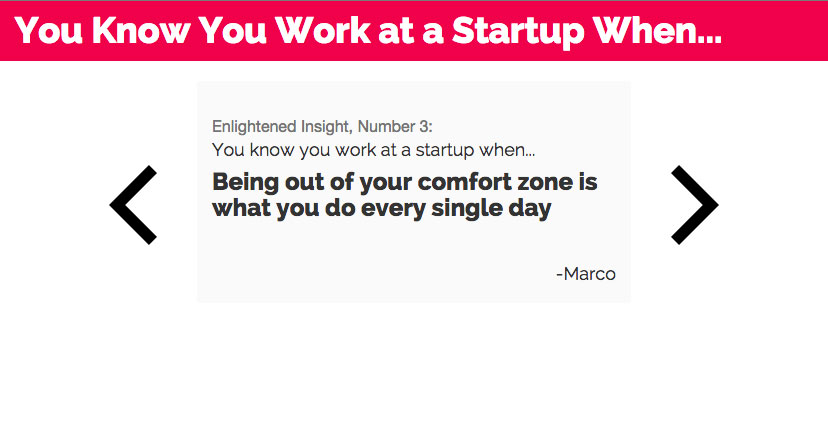 You Know You Work at a Startup When...
Enlightened Insight, Number 3:
You know you work at a startup when...
Being out of your comfort zone is
what you do every single day
-Marco